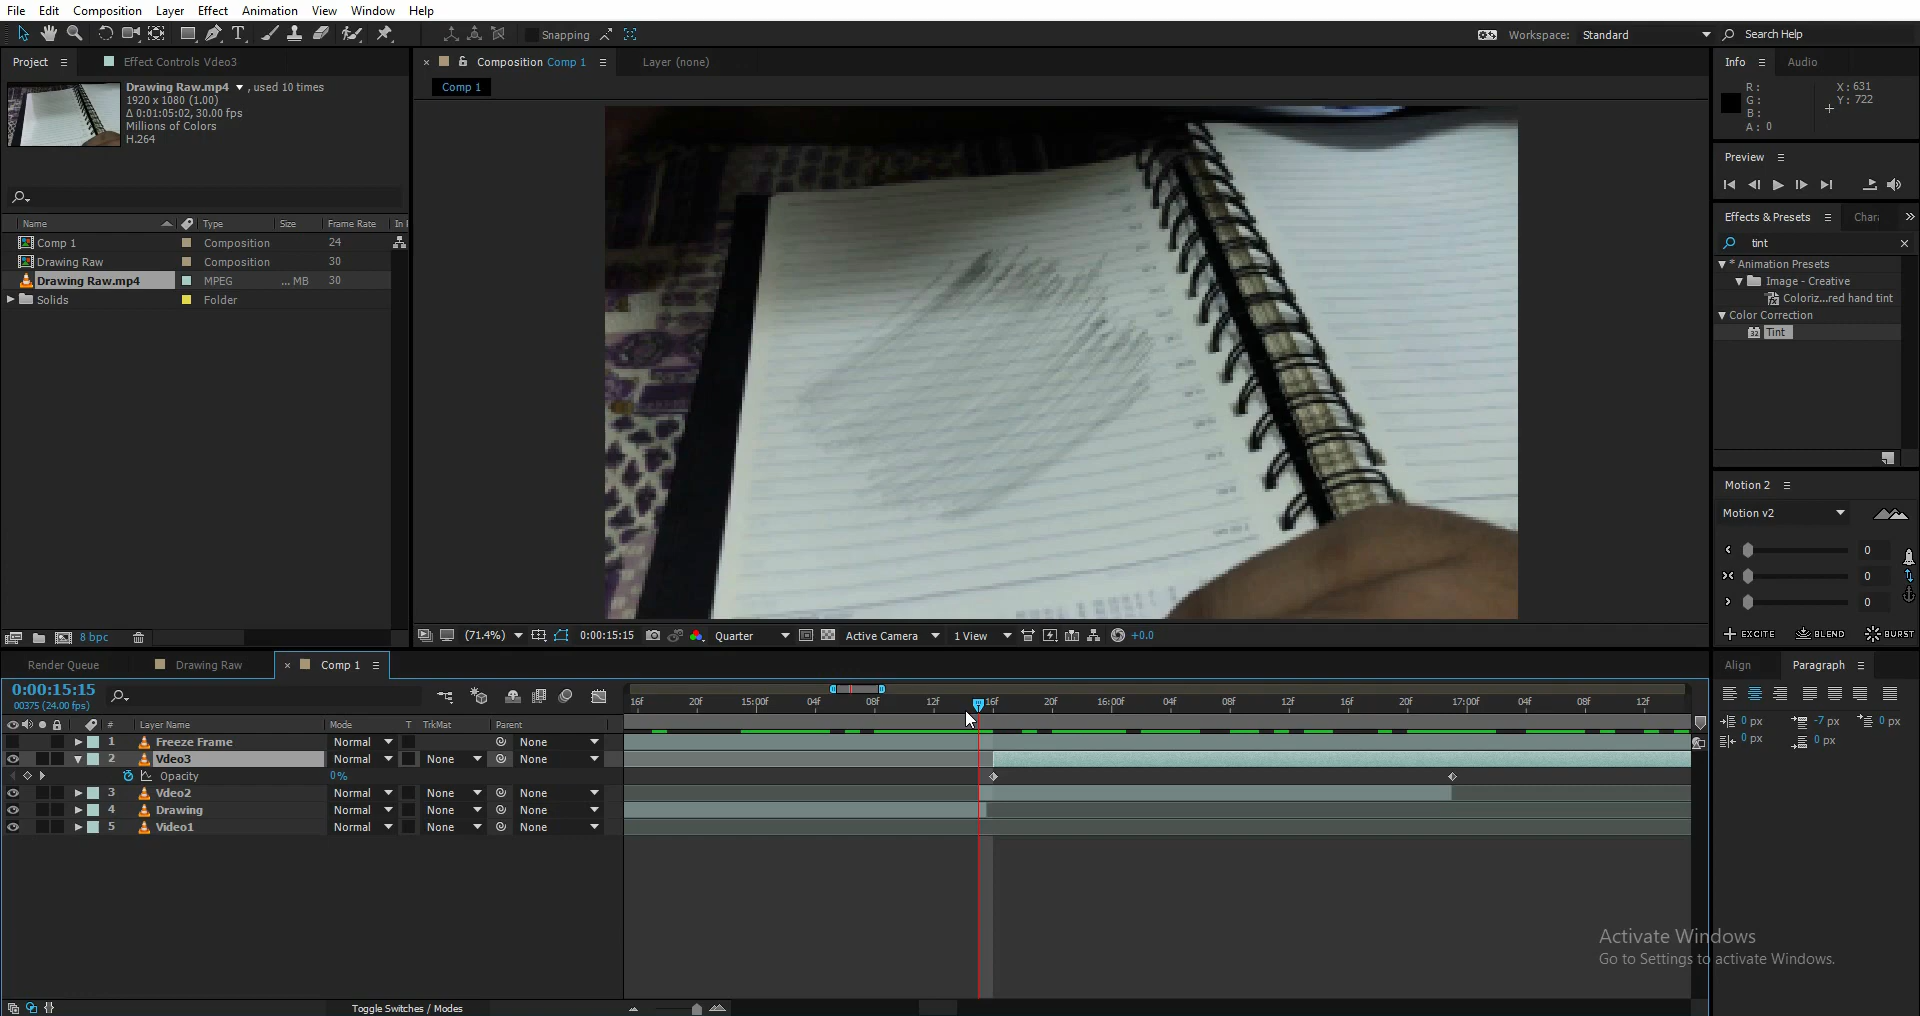 File Edit Composition Layer Effect Animation View Window Help
Snapping Workspace: Standard Search Help
Project Effect Controls Vdeo3
Drawing Raw.mp4 , used 10 times
1920 x 1080 (1.00)
Δ 0:01:05:02, 30.00 fps
Millions of Colors
H.264
Name Type Size Frame Rate In
Comp 1 Composition 24
Drawing Raw Composition 30
Drawing Raw.mp4 MPEG ... MB 30
Solids Folder
8 bpc
Composition Comp 1 Layer (none)
Comp 1
(71.4%) 0:00:15:15 Quarter Active Camera 1 View +0.0
Info Audio
R: X: 631
G: Y: 722
B:
A: 0
Preview
Effects & Presets Chara
tint
* Animation Presets
Image - Creative
Coloriz...red hand tint
Color Correction
32 Tint
Motion 2
Motion v2
0
0
0
EXCITE BLEND BURST
Render Queue Drawing Raw Comp 1
0:00:15:15
00375 (24.00 fps)
16f 20f 15:00f 04f 08f 12f 16f 20f 16:00f 04f 08f 12f 16f 20f 17:00f 04f 08f 12f
# Layer Name Mode T TrkMat Parent
1 Freeze Frame Normal None
2 Vdeo3 Normal None None
Opacity 0%
3 Vdeo2 Normal None None
4 Drawing Normal None None
5 Video1 Normal None None
Toggle Switches / Modes
Align Paragraph
0 px -7 px 0 px
0 px 0 px
Activate Windows
Go to Settings to activate Windows.